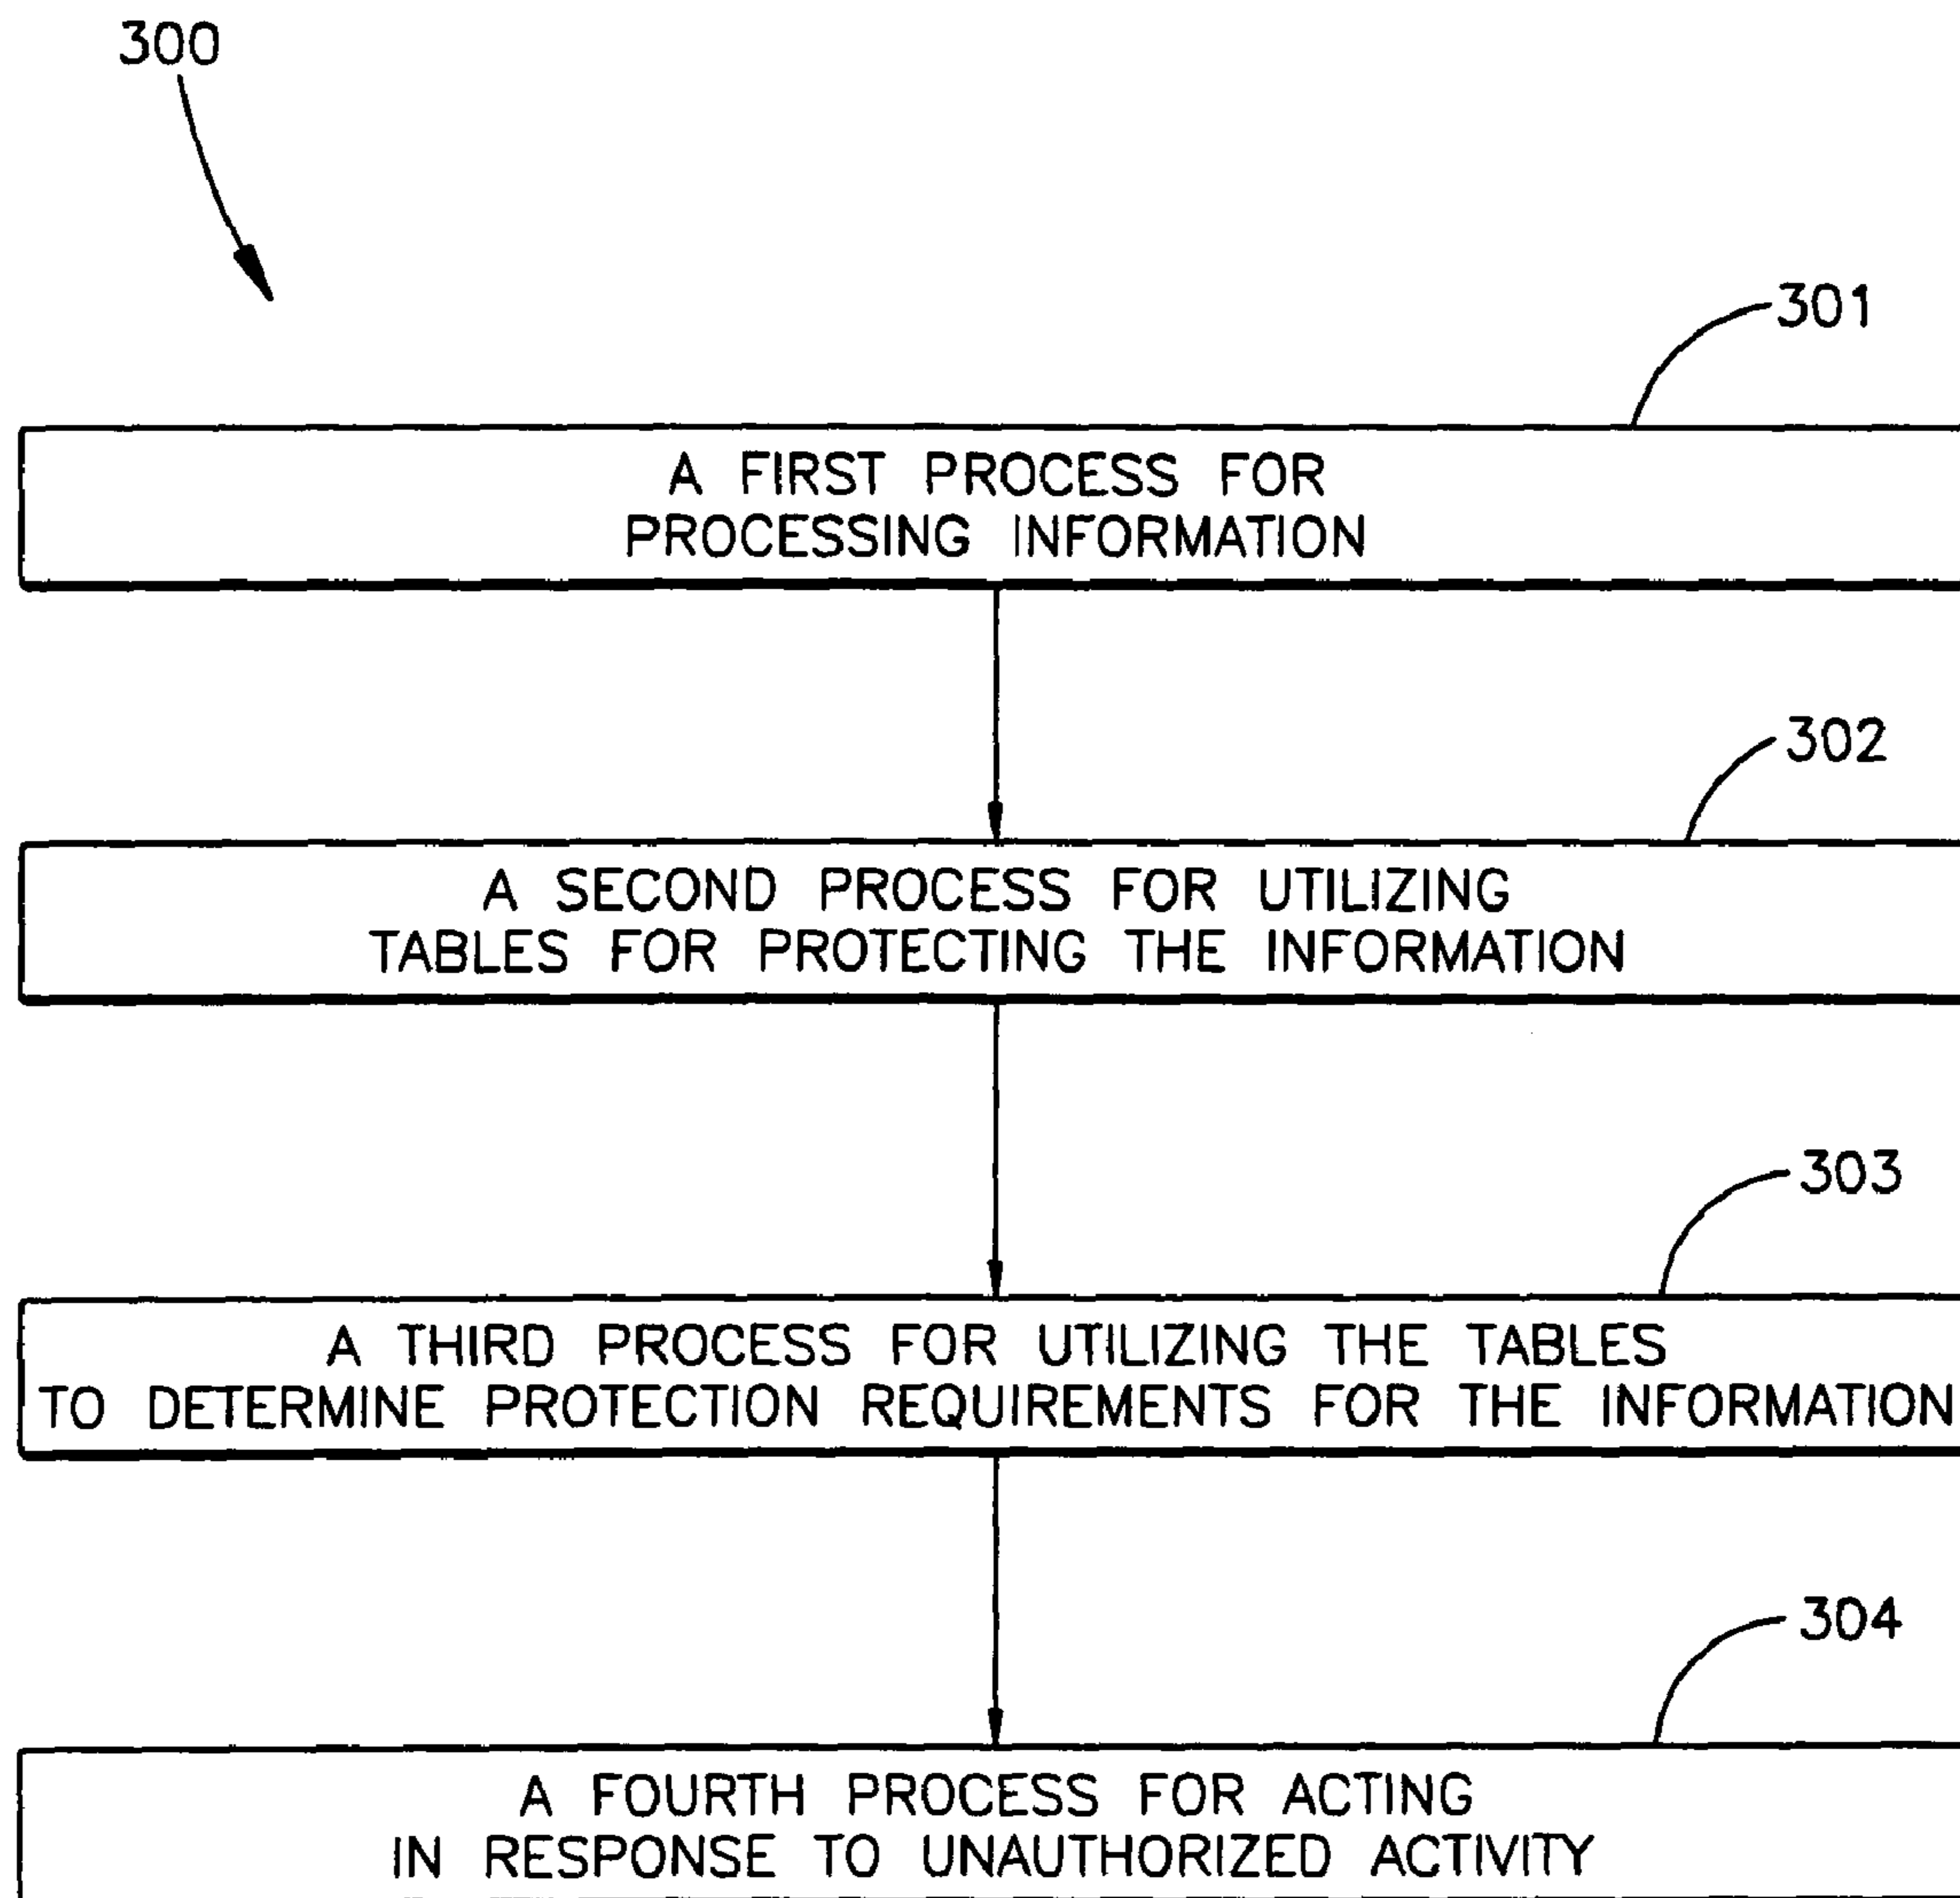 300
301
A FIRST PROCESS FOR
PROCESSING INFORMATION
302
A SECOND PROCESS FOR UTILIZING
TABLES FOR PROTECTING THE INFORMATION
303
A THIRD PROCESS FOR UTILIZING THE TABLES
TO DETERMINE PROTECTION REQUIREMENTS FOR THE INFORMATION
304
A FOURTH PROCESS FOR ACTING
IN RESPONSE TO UNAUTHORIZED ACTIVITY